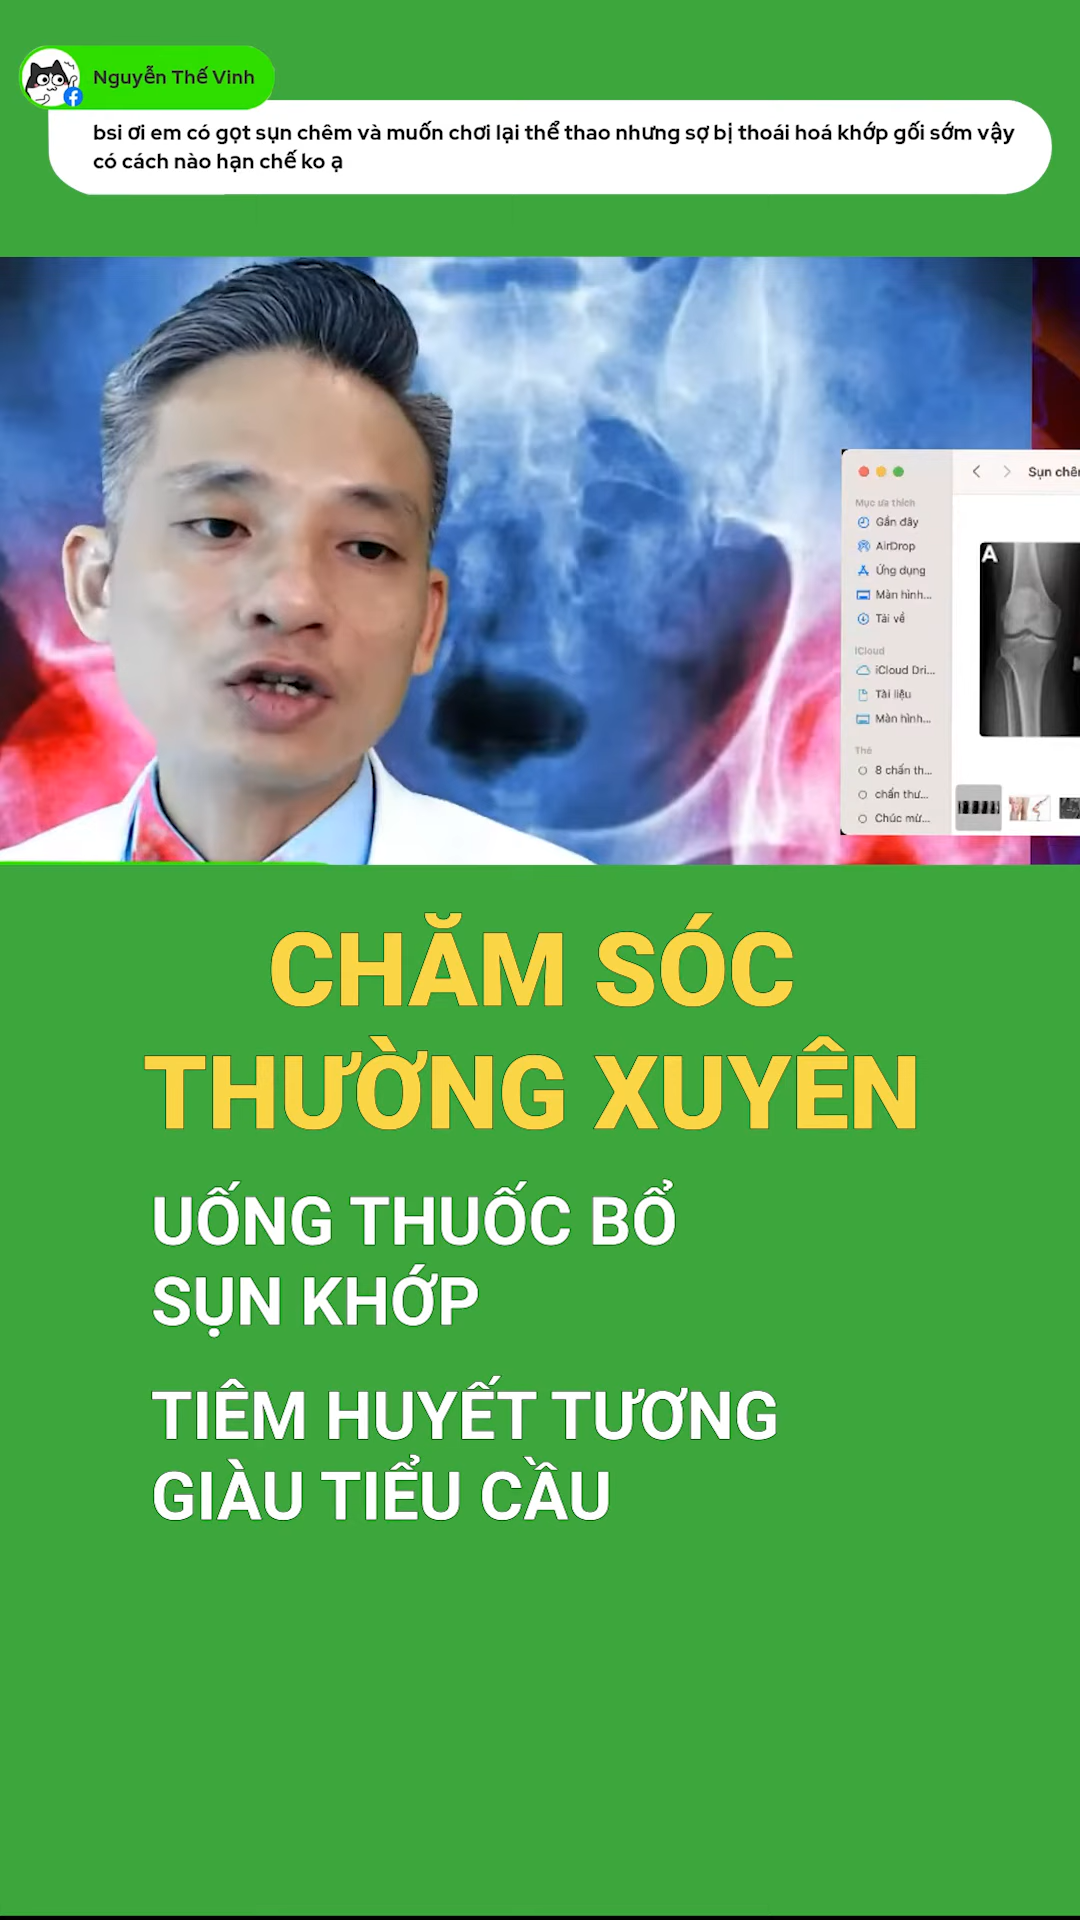 Nguyễn Thế Vinh
bsi ơi em có gọt sụn chêm và muốn chơi lại thể thao nhưng sợ bị thoái hoá khớp gối sớm vậy
có cách nào hạn chế ko ạ
Sụn chê
Mục ưa thích
Gần đây
AirDrop
Ứng dụng
Màn hình...
Tải về
iCloud
iCloud Dri...
Tài liệu
Màn hình...
Thẻ
8 chấn th...
chấn thư...
Chúc mừ...
A
CHĂM SÓC
THƯỜNG XUYÊN
UỐNG THUỐC BỔ
SỤN KHỚP
TIÊM HUYẾT TƯƠNG
GIÀU TIỂU CẦU